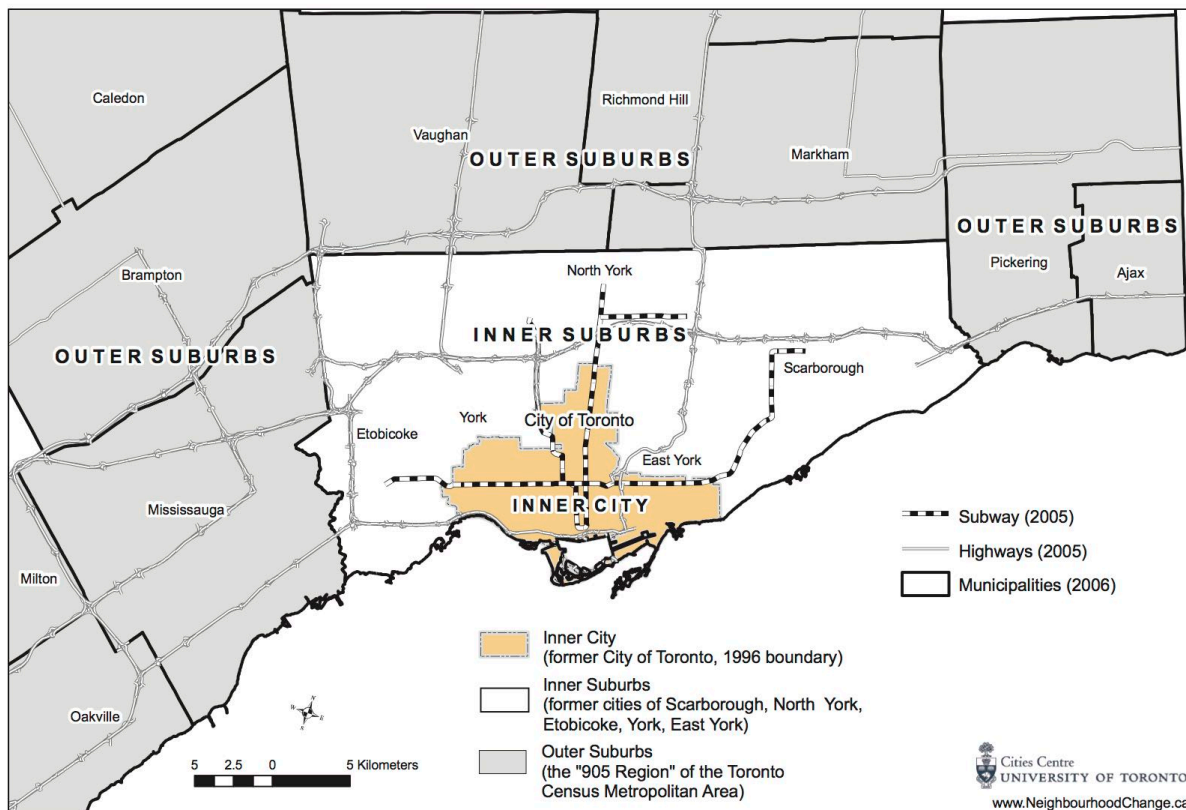 Caledon
Richmond Hill
Vaughan
OUTER SUBURBS
Markham
OUTER SUBURBS
Pickering
Ajax
Brampton
North York
OUTER SUBURBS
INNER SUBURBS
Scarborough
York
City of Toronto
Etobicoke
East York
INNER CITY
Mississauga
Milton
Oakville
Subway (2005)
Highways (2005)
Municipalities (2006)
Inner City
(former City of Toronto, 1996 boundary)
Inner Suburbs
(former cities of Scarborough, North York,
Etobicoke, York, East York)
Outer Suburbs
(the "905 Region" of the Toronto
Census Metropolitan Area)
N
E
S
W
5 2.5 0 5 Kilometers
Cities Centre
UNIVERSITY OF TORONTO
www.NeighbourhoodChange.ca